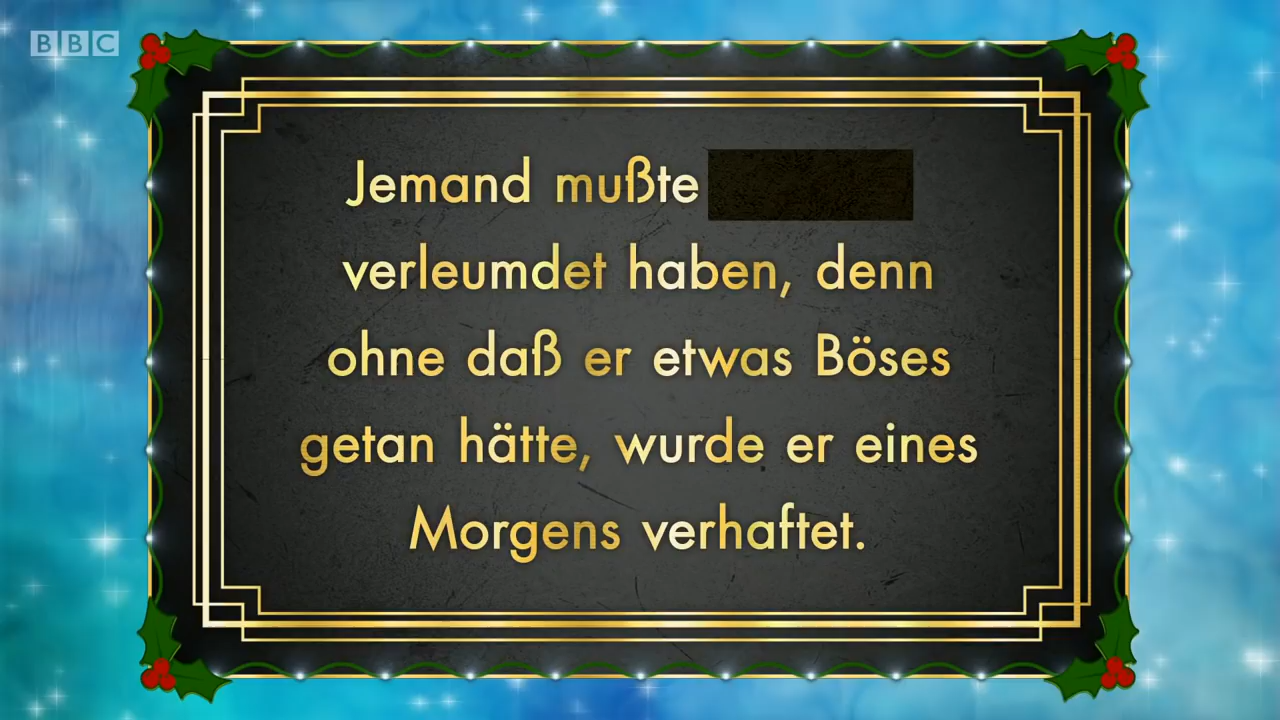 BBC
Jemand mußte
verleumdet haben, denn
ohne daß er etwas Böses
getan hätte, wurde er eines
Morgens verhaftet.